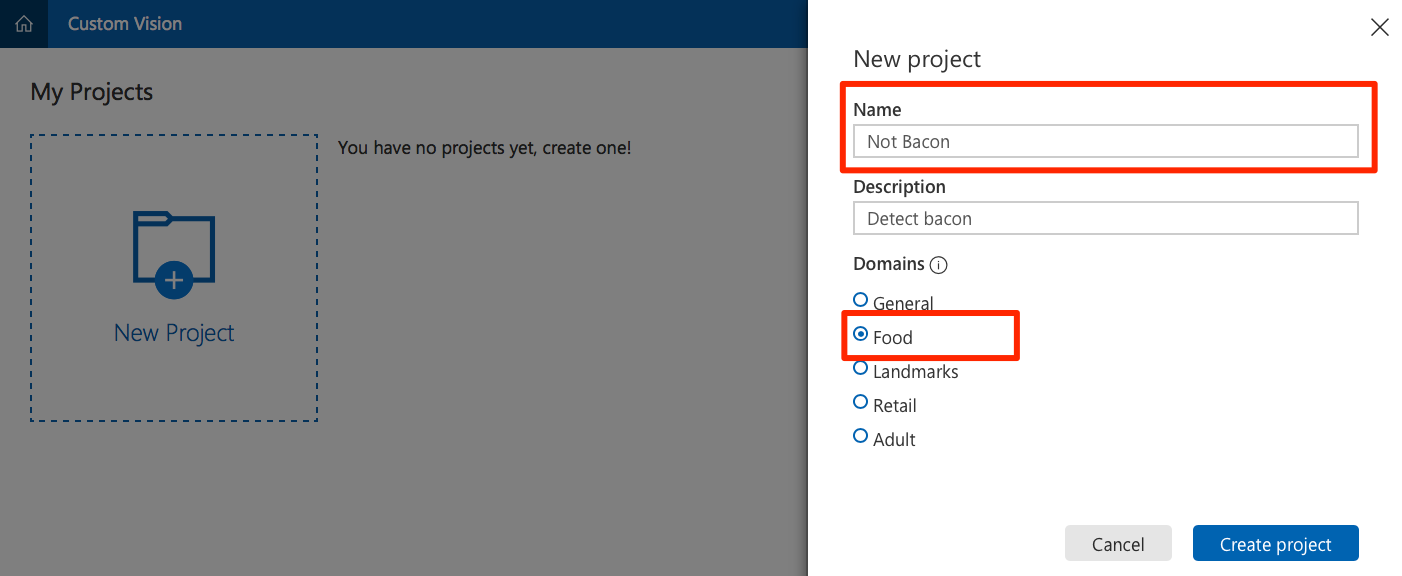 Custom Vision
My Projects
You have no projects yet, create one!
New Project
New project
Name
Not Bacon
Description
Detect bacon
Domains
General
Food
Landmarks
Retail
Adult
Cancel
Create project